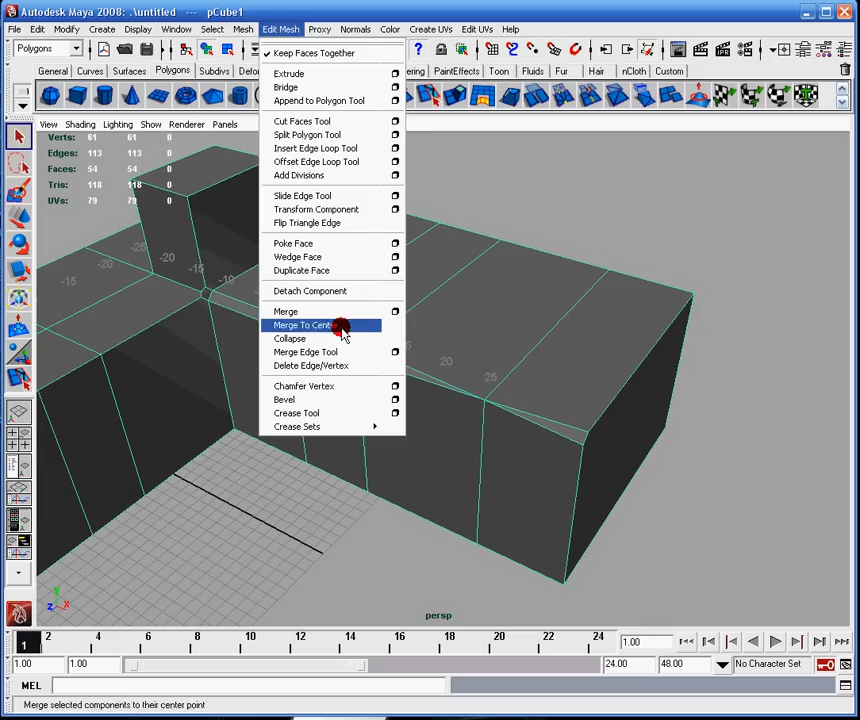 Autodesk Maya 2008: .\untitled --- pCube1
File Edit Modify Create Display Window Select Mesh Edit Mesh Proxy Normals Color Create UVs Edit UVs Help
Polygons
General Curves Surfaces Polygons Subdivs Defor ering PaintEffects Toon Fluids Fur Hair nCloth Custom
View Shading Lighting Show Renderer Panels
Verts: 61 61 0
Edges: 113 113 0
Faces: 54 54 0
Tris: 118 118 0
UVs: 79 79 0
Keep Faces Together
Extrude
Bridge
Append to Polygon Tool
Cut Faces Tool
Split Polygon Tool
Insert Edge Loop Tool
Offset Edge Loop Tool
Add Divisions
Slide Edge Tool
Transform Component
Flip Triangle Edge
Poke Face
Wedge Face
Duplicate Face
Detach Component
Merge
Merge To Cent
Collapse
Merge Edge Tool
Delete Edge/Vertex
Chamfer Vertex
Bevel
Crease Tool
Crease Sets
-25
-20
-20
-15
-15
-10
20
25
z x
persp
1 2 4 6 8 10 12 14 16 18 20 22 24 1.00
1.00 1.00 24.00 48.00 No Character Set
MEL
Merge selected components to their center point